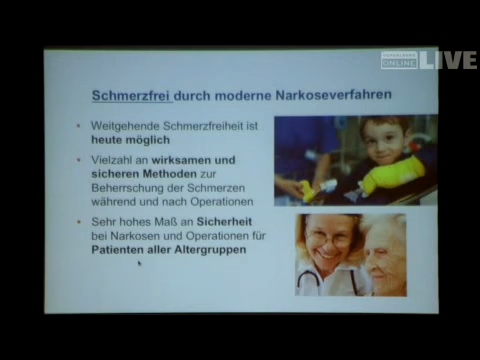 ONLINE
LIVE
Schmerzfrei durch moderne Narkoseverfahren
• Weitgehende Schmerzfreiheit ist
heute möglich
• Vielzahl an wirksamen und
sicheren Methoden zur
Beherrschung der Schmerzen
während und nach Operationen
• Sehr hohes Maß an Sicherheit
bei Narkosen und Operationen für
Patienten aller Altergruppen